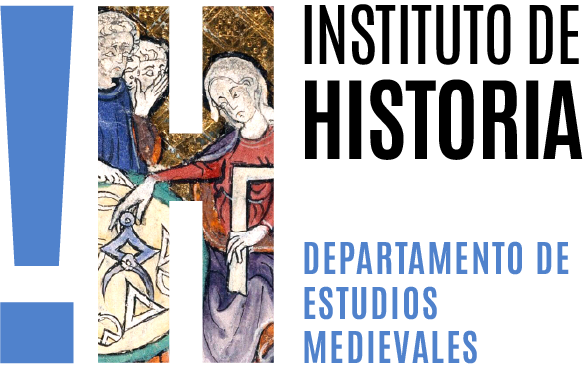 !H
INSTITUTO DE
HISTORIA
DEPARTAMENTO DE
ESTUDIOS
MEDIEVALES